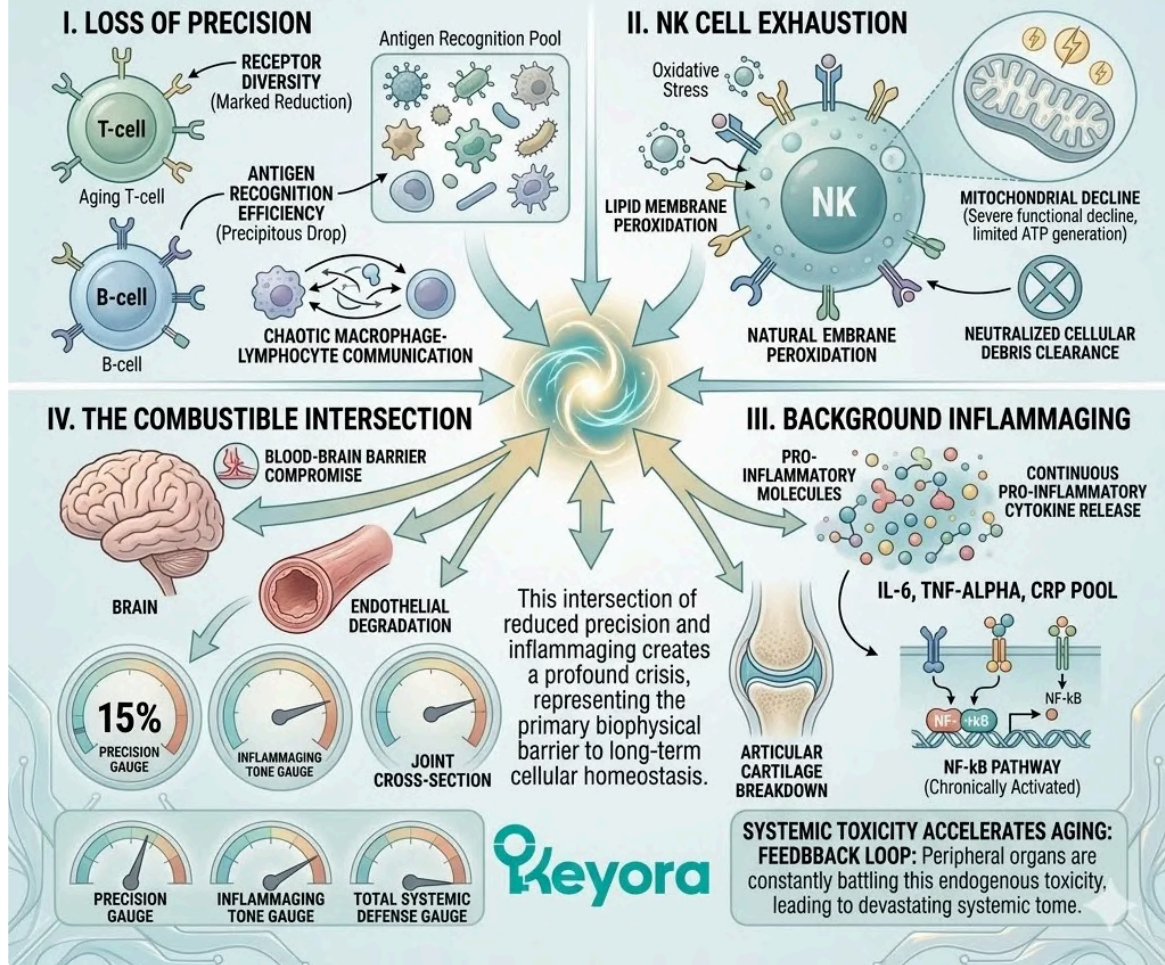 I. LOSS OF PRECISION
T-cell
Aging T-cell
RECEPTOR
DIVERSITY
(Marked Reduction)
ANTIGEN
RECOGNITION
EFFICIENCY
(Precipitous Drop)
Antigen Recognition Pool
B-cell
B-cell
CHAOTIC MACROPHAGE-
LYMPHOCYTE COMMUNICATION
II. NK CELL EXHAUSTION
Oxidative
Stress
LIPID MEMBRANE
PEROXIDATION
NK
MITOCHONDRIAL DECLINE
(Severe functional decline,
limited ATP generation)
NATURAL EMBRANE
PEROXIDATION
NEUTRALIZED CELLULAR
DEBRIS CLEARANCE
IV. THE COMBUSTIBLE INTERSECTION
BLOOD-BRAIN BARRIER
COMPROMISE
BRAIN
ENDOTHELIAL
DEGRADATION
15%
PRECISION
GAUGE
INFLAMMAGING
TONE GAUGE
JOINT
CROSS-SECTION
This intersection of
reduced precision and
inflammaging creates
a profound crisis,
representing the
primary biophysical
barrier to long-term
cellular homeostasis.
III. BACKGROUND INFLAMMAGING
PRO-
INFLAMMATORY
MOLECULES
CONTINUOUS
PRO-INFLAMMATORY
CYTOKINE RELEASE
IL-6, TNF-ALPHA, CRP POOL
NF-kB
NF-
+kB
NF-kB PATHWAY
(Chronically Activated)
ARTICULAR
CARTILAGE
BREAKDOWN
PRECISION
GAUGE
INFLAMMAGING
TONE GAUGE
TOTAL SYSTEMIC
DEFENSE GAUGE
Keyora
SYSTEMIC TOXICITY ACCELERATES AGING:
FEEDBBACK LOOP: Peripheral organs are
constantly battling this endogenous toxicity,
leading to devastating systemic tome.